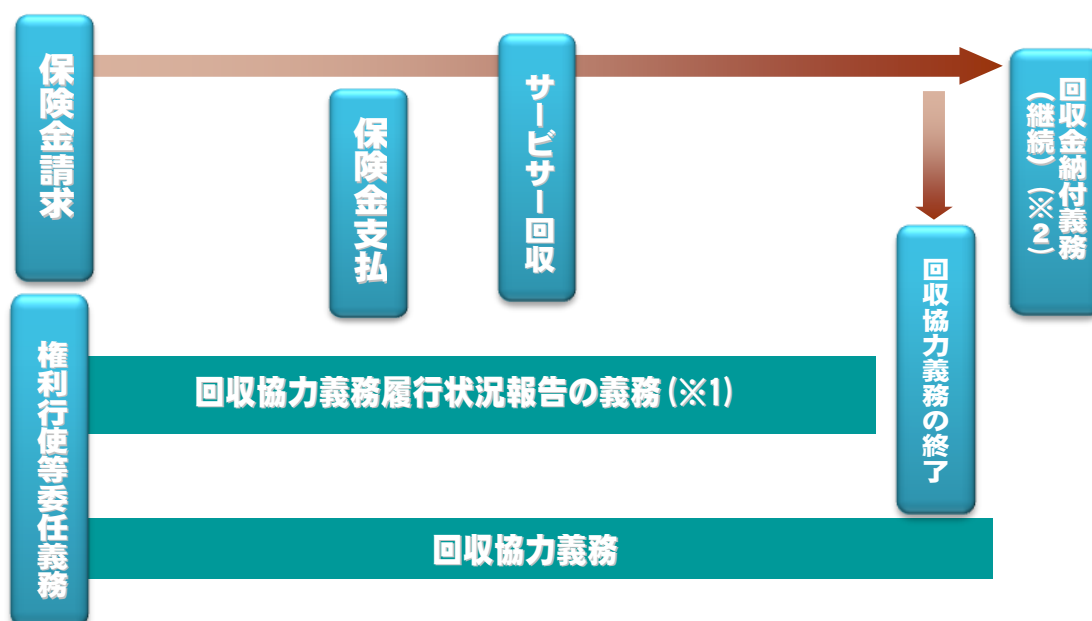 保険金請求
保険金支払
サービサー回収
回収金納付義務
（継続）（※２）
回収協力義務の終了
権利行使等委任義務
回収協力義務履行状況報告の義務(※1)
回収協力義務